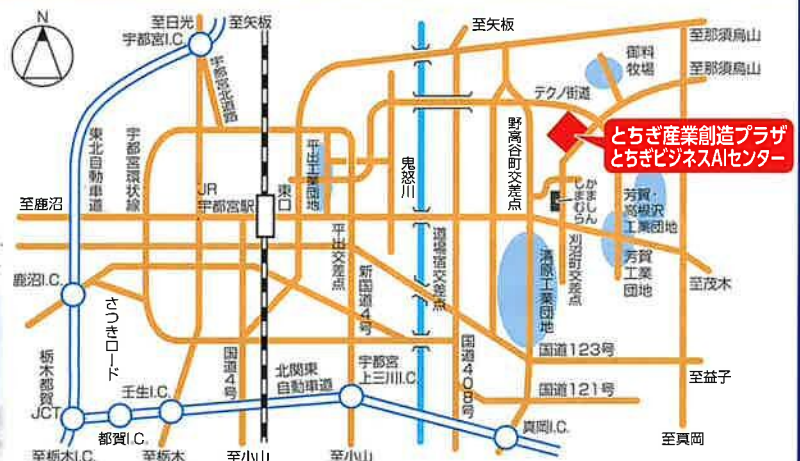 N
至日光
至矢板
宇都宮I.C.
宇都宮北道路
至矢板
至那須烏山
御料
牧場
至那須烏山
テクノ街道
とちぎ産業創造プラザ
とちぎビジネスAIセンター
東北自動車道
宇都宮環状線
平出工業団地
鬼怒川
野高谷町交差点
JR
宇都宮駅
東口
かましん
しまむら
芳賀・
高根沢
工業団地
芳賀
工業
団地
至鹿沼
平出交差点
新国道4号
道場宿交差点
清原工業団地
刈沼町交差点
至茂木
鹿沼I.C.
さつきロード
国道4号
北関東
自動車道
宇都宮
上三川I.C.
国道408号
国道123号
至益子
国道121号
栃木都賀
JCT
壬生I.C.
都賀I.C.
真岡I.C.
至真岡
至栃木I.C.
至栃木
至小山
至小山